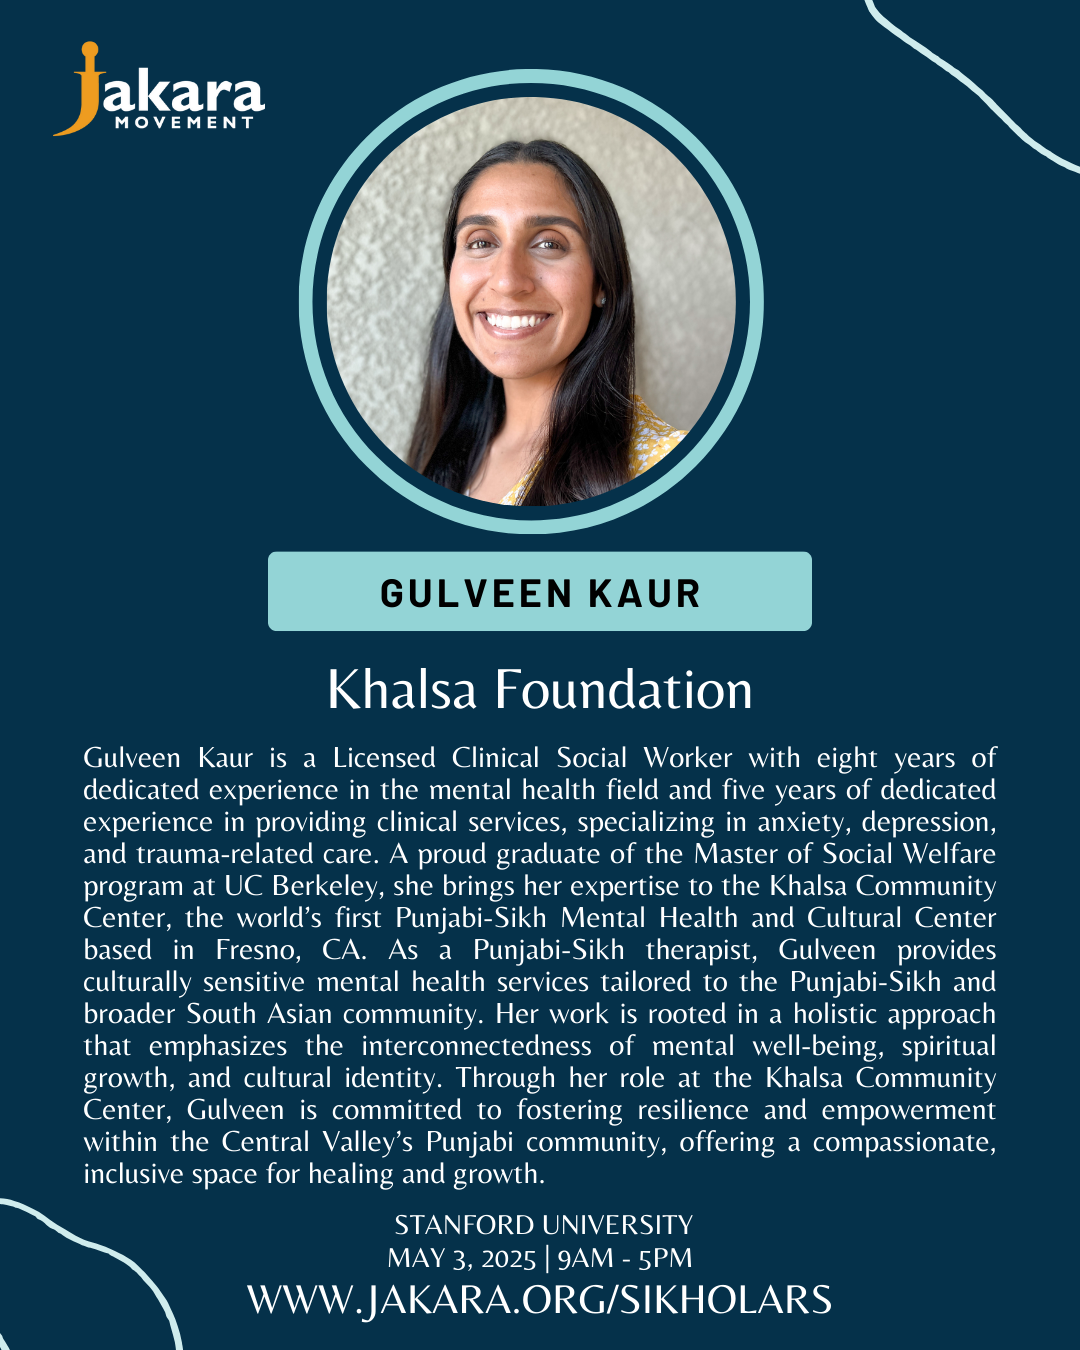 jakara
MOVEMENT
GULVEEN KAUR
Khalsa Foundation
Gulveen Kaur is a Licensed Clinical Social Worker with eight years of
dedicated experience in the mental health field and five years of dedicated
experience in providing clinical services, specializing in anxiety, depression,
and trauma-related care. A proud graduate of the Master of Social Welfare
program at UC Berkeley, she brings her expertise to the Khalsa Community
Center, the world’s first Punjabi-Sikh Mental Health and Cultural Center
based in Fresno, CA. As a Punjabi-Sikh therapist, Gulveen provides
culturally sensitive mental health services tailored to the Punjabi-Sikh and
broader South Asian community. Her work is rooted in a holistic approach
that emphasizes the interconnectedness of mental well-being, spiritual
growth, and cultural identity. Through her role at the Khalsa Community
Center, Gulveen is committed to fostering resilience and empowerment
within the Central Valley’s Punjabi community, offering a compassionate,
inclusive space for healing and growth.
STANFORD UNIVERSITY
MAY 3, 2025 | 9AM - 5PM
WWW.JAKARA.ORG/SIKHOLARS